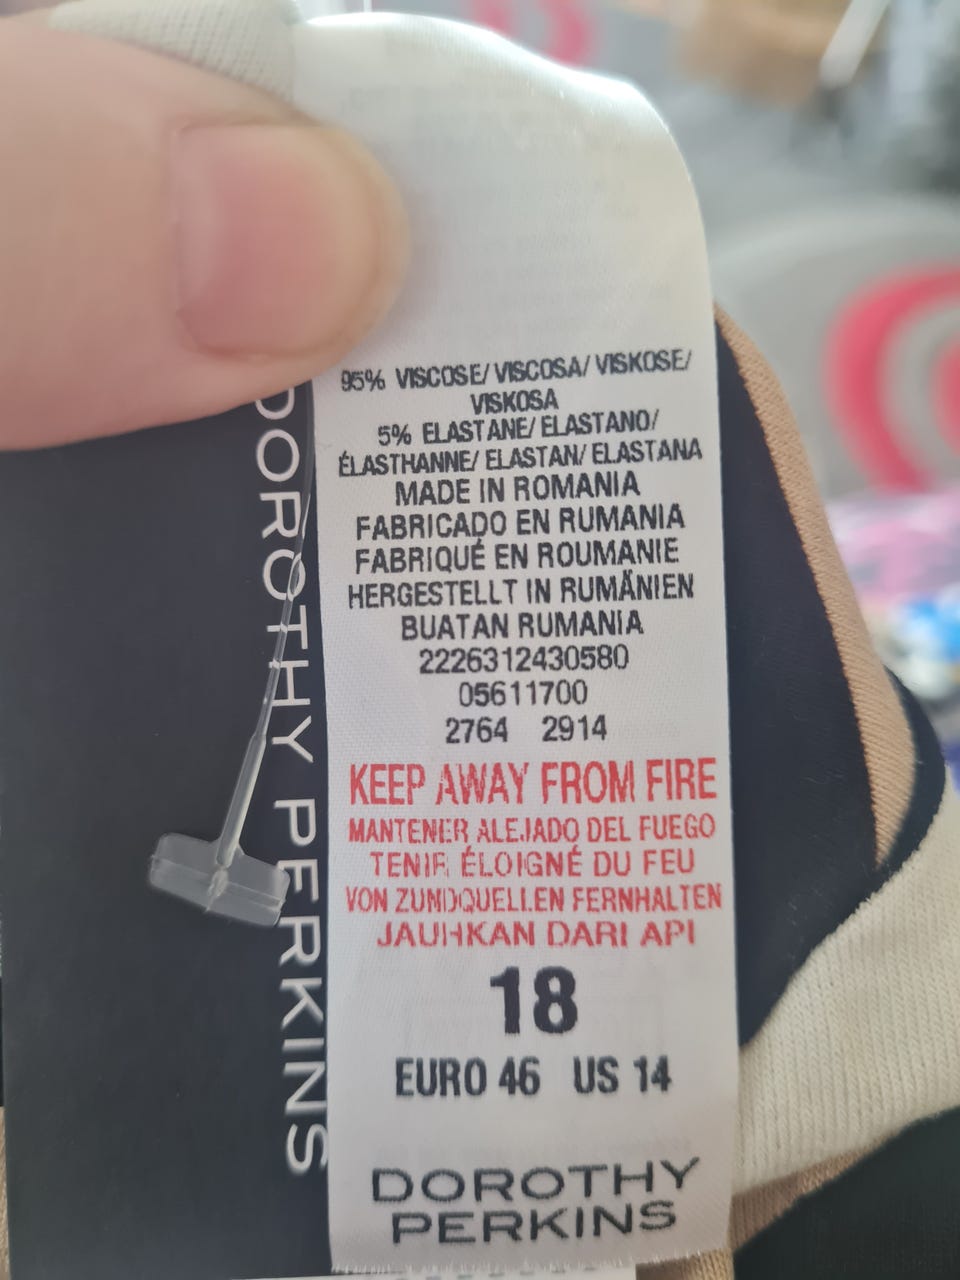 95% VISCOSE/ VISCOSA/ VISKOSE/
VISKOSA
5% ELASTANE/ ELASTANO/
ÉLASTHANNE/ ELASTAN/ ELASTANA
MADE IN ROMANIA
FABRICADO EN RUMANIA
FABRIQUÉ EN ROUMANIE
HERGESTELLT IN RUMÄNIEN
BUATAN RUMANIA
2226312430580
05611700
2764 2914
KEEP AWAY FROM FIRE
MANTENER ALEJADO DEL FUEGO
TENIR ÉLOIGNÉ DU FEU
VON ZUNDQUELLEN FERNHALTEN
JAUHKAN DARI API
18
EURO 46 US 14
DOROTHY
PERKINS
DOROTHY PERKINS